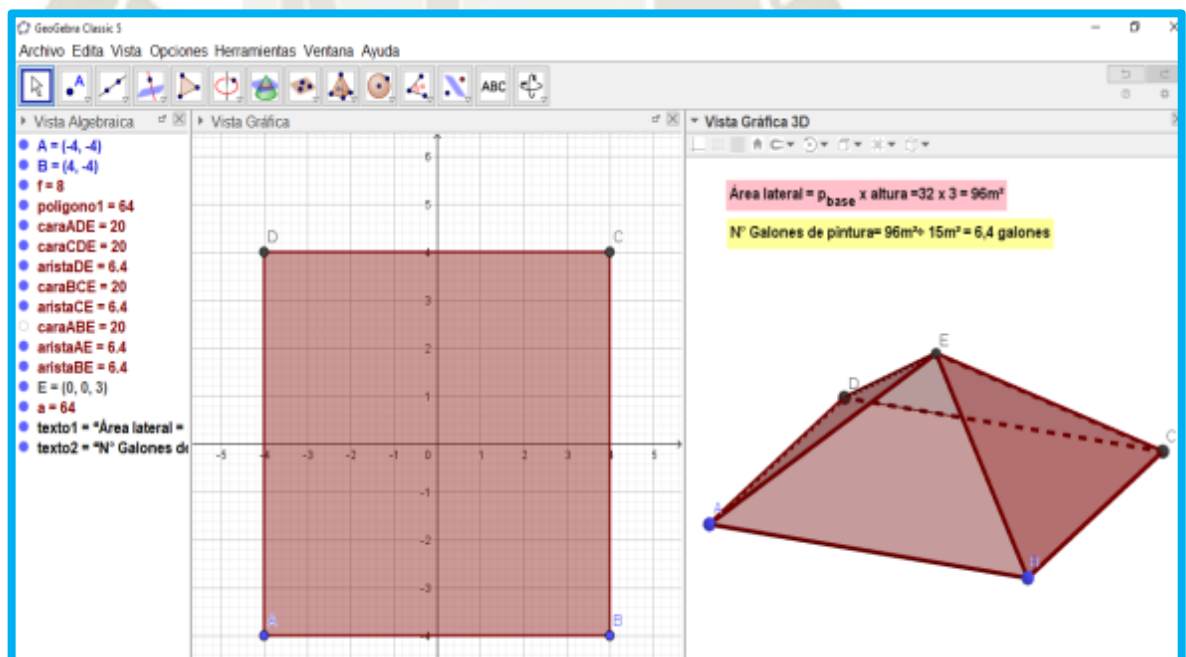 GeoGebra Classic 5
Archivo Edita Vista Opciones Herramientas Ventana Ayuda
ABC
Vista Algebraica
Vista Gráfica
Vista Gráfica 3D
A = (-4, -4)
B = (4, -4)
f = 8
poligono1 = 64
caraADE = 20
caraCDE = 20
aristaDE = 6.4
caraBCE = 20
aristaCE = 6.4
caraABE = 20
aristaAE = 6.4
aristaBE = 6.4
E = (0, 0, 3)
a = 64
texto1 = "Área lateral =
texto2 = "N° Galones de
6
5
D
C
4
3
2
1
-5 -4 -3 -2 -1 0 1 2 3 4 5
-1
-2
-3
A
B
-4
Área lateral = pbase x altura =32 x 3 = 96m²
N° Galones de pintura= 96m²÷ 15m² = 6,4 galones
E
D
C
A
B